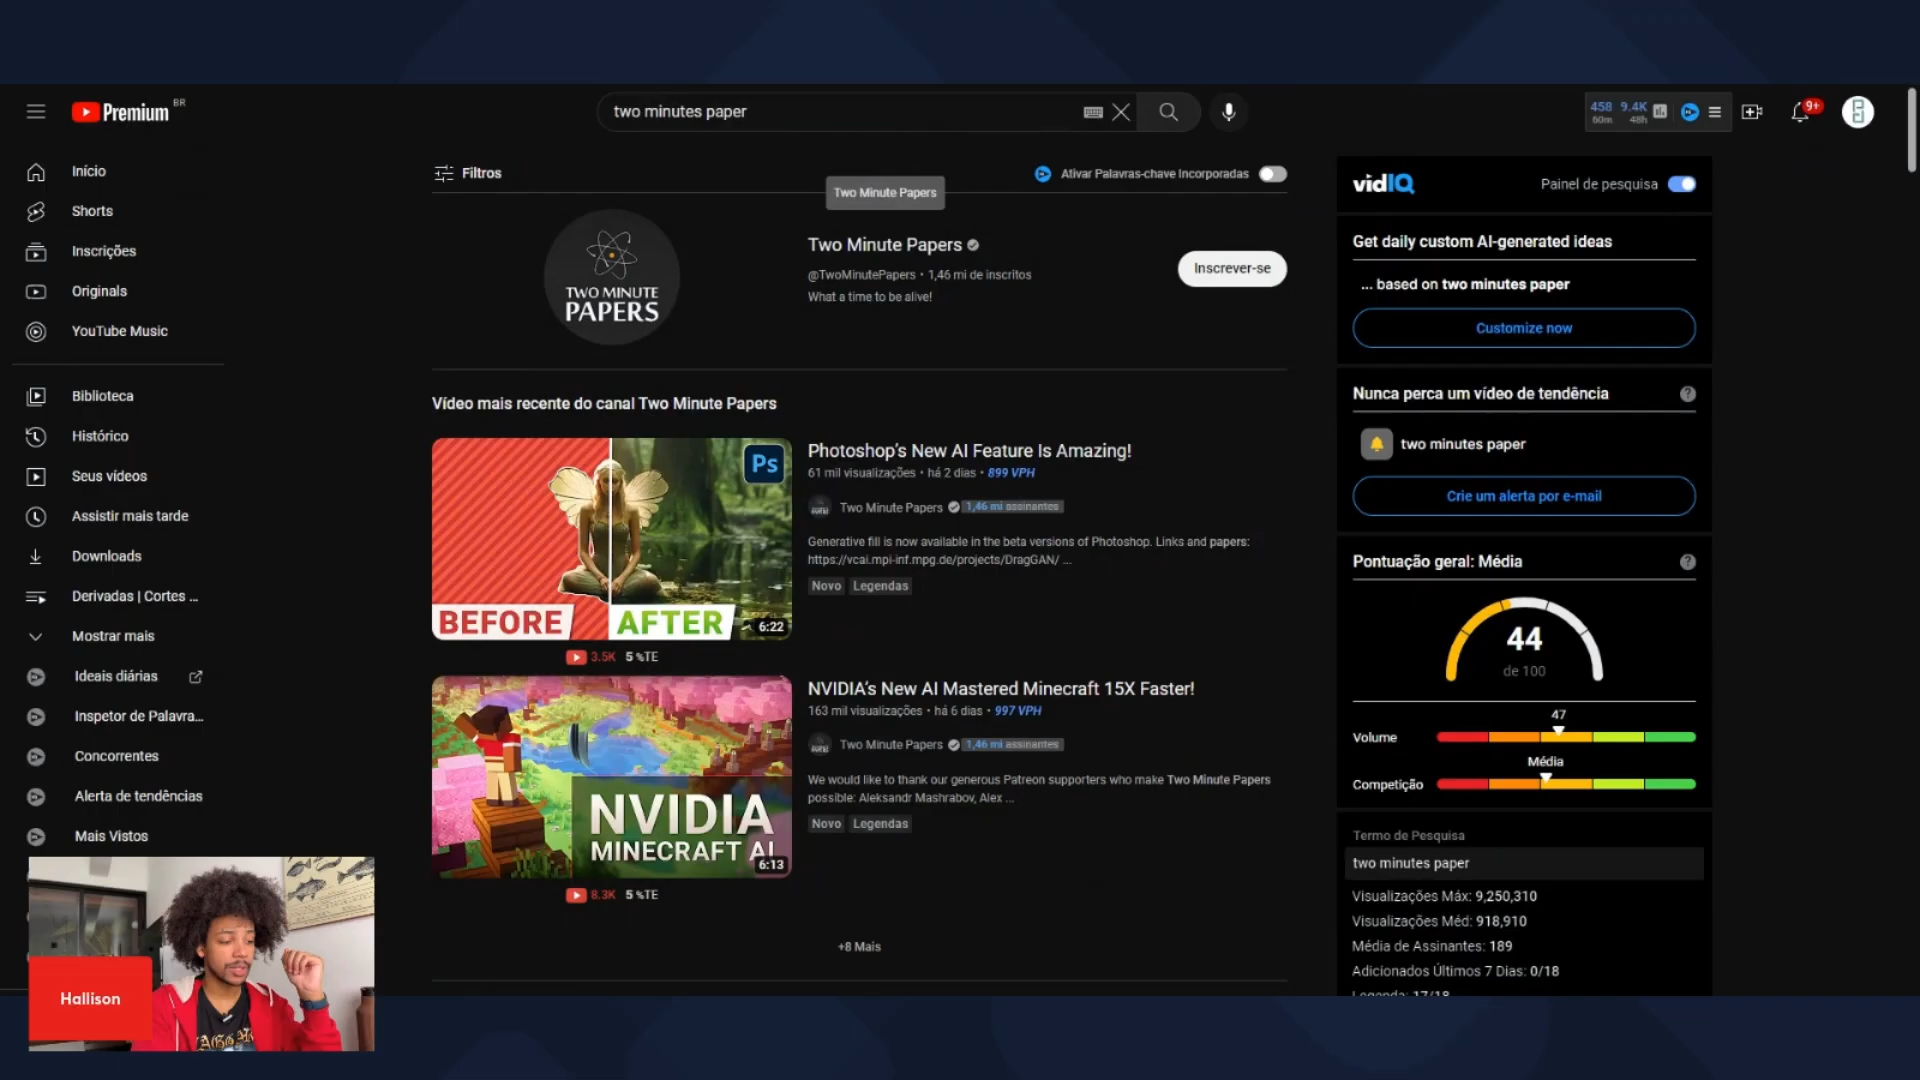 Premium BR
two minutes paper
458 9.4K
60m 48h
9+
Início
Shorts
Inscrições
Originals
YouTube Music
Biblioteca
Histórico
Seus vídeos
Assistir mais tarde
Downloads
Derivadas | Cortes ...
Mostrar mais
Ideais diárias
Inspetor de Palavra...
Concorrentes
Alerta de tendências
Mais Vistos
Hallison
Filtros
Ativar Palavras-chave Incorporadas
Two Minute Papers
TWO MINUTE
PAPERS
Two Minute Papers
@TwoMinutePapers • 1,46 mi de inscritos
What a time to be alive!
Inscrever-se
Vídeo mais recente do canal Two Minute Papers
Ps
BEFORE AFTER
6:22
3.5K 5 %TE
Photoshop's New AI Feature Is Amazing!
61 mil visualizações • há 2 dias • 899 VPH
Two Minute Papers 1,46 mi assinantes
Generative fill is now available in the beta versions of Photoshop. Links and papers:
https://vcai.mpi-inf.mpg.de/projects/DragGAN/ ...
Novo Legendas
NVIDIA
MINECRAFT AI
6:13
8.3K 5 %TE
NVIDIA's New AI Mastered Minecraft 15X Faster!
163 mil visualizações • há 6 dias • 997 VPH
Two Minute Papers 1,46 mi assinantes
We would like to thank our generous Patreon supporters who make Two Minute Papers
possible: Aleksandr Mashrabov, Alex ...
Novo Legendas
+8 Mais
vidIQ
Painel de pesquisa
Get daily custom AI-generated ideas
... based on two minutes paper
Customize now
Nunca perca um vídeo de tendência
two minutes paper
Crie um alerta por e-mail
Pontuação geral: Média
44
de 100
47
Volume
Média
Competição
Termo de Pesquisa
two minutes paper
Visualizações Máx: 9,250,310
Visualizações Méd: 918,910
Média de Assinantes: 189
Adicionados Últimos 7 Dias: 0/18
Legenda: 17/18